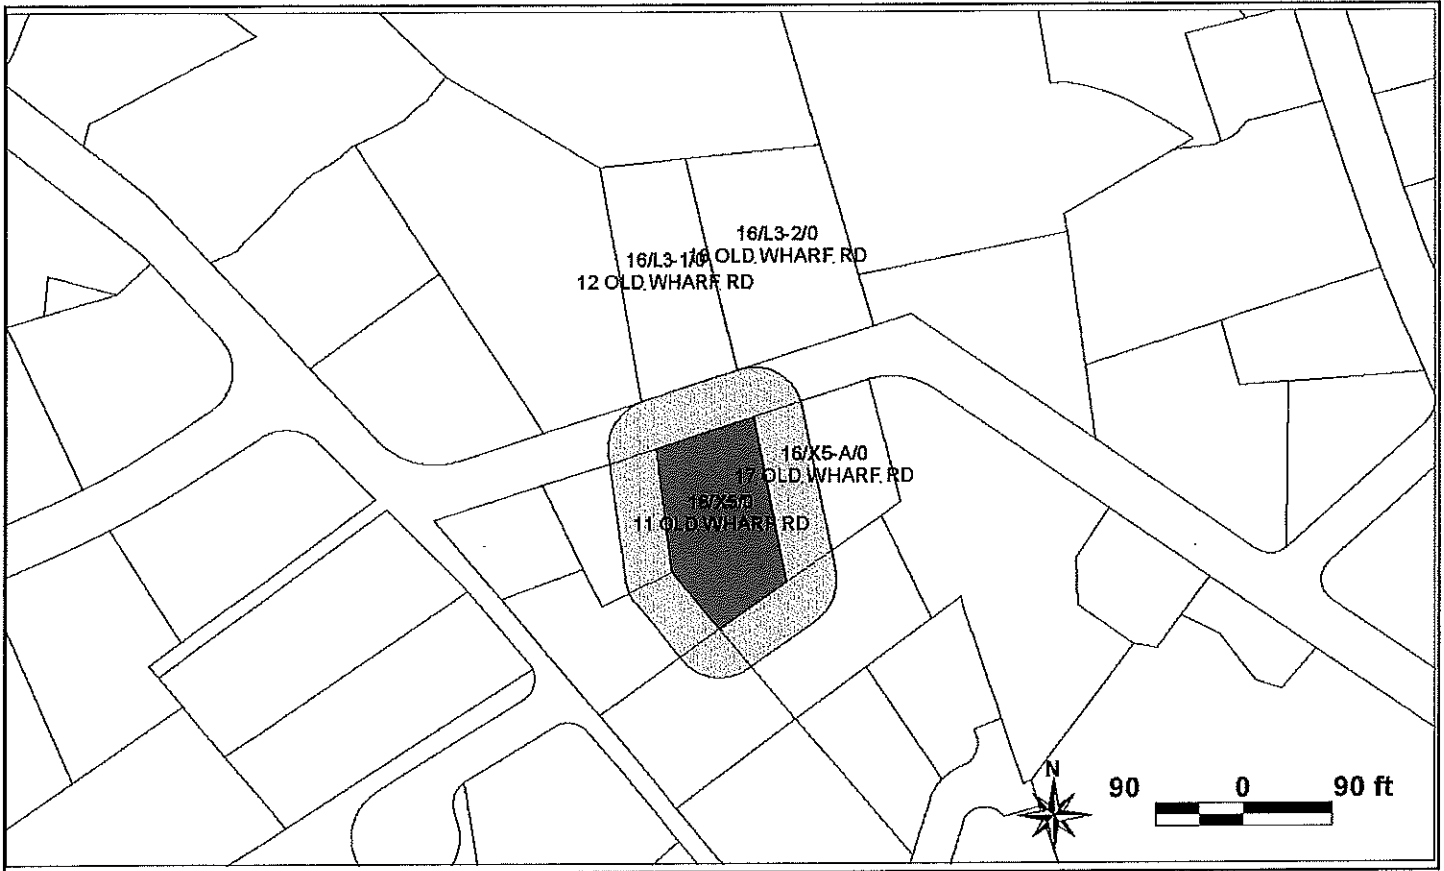 16/L3-2/0
OLD WHARF RD
16/L3-1/0
12 OLD WHARF RD
16/X5-A/0
17 OLD WHARF RD
16/X5/0
11 OLD WHARF RD
N
90 0 90 ft